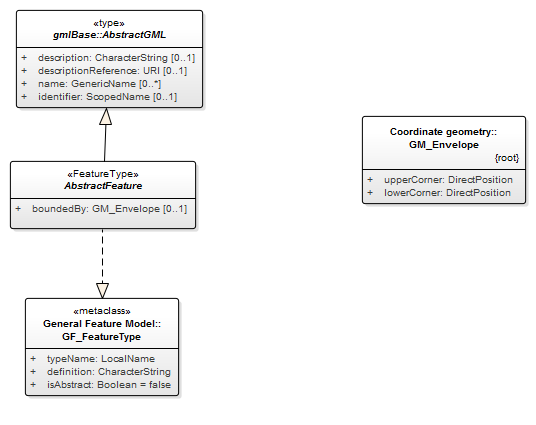 «type»
gmlBase::AbstractGML
+ description: CharacterString [0..1]
+ descriptionReference: URI [0..1]
+ name: GenericName [0..*]
+ identifier: ScopedName [0..1]
«FeatureType»
AbstractFeature
+ boundedBy: GM_Envelope [0..1]
«metaclass»
General Feature Model::
GF_FeatureType
+ typeName: LocalName
+ definition: CharacterString
+ isAbstract: Boolean = false
Coordinate geometry::
GM_Envelope
{root}
+ upperCorner: DirectPosition
+ lowerCorner: DirectPosition